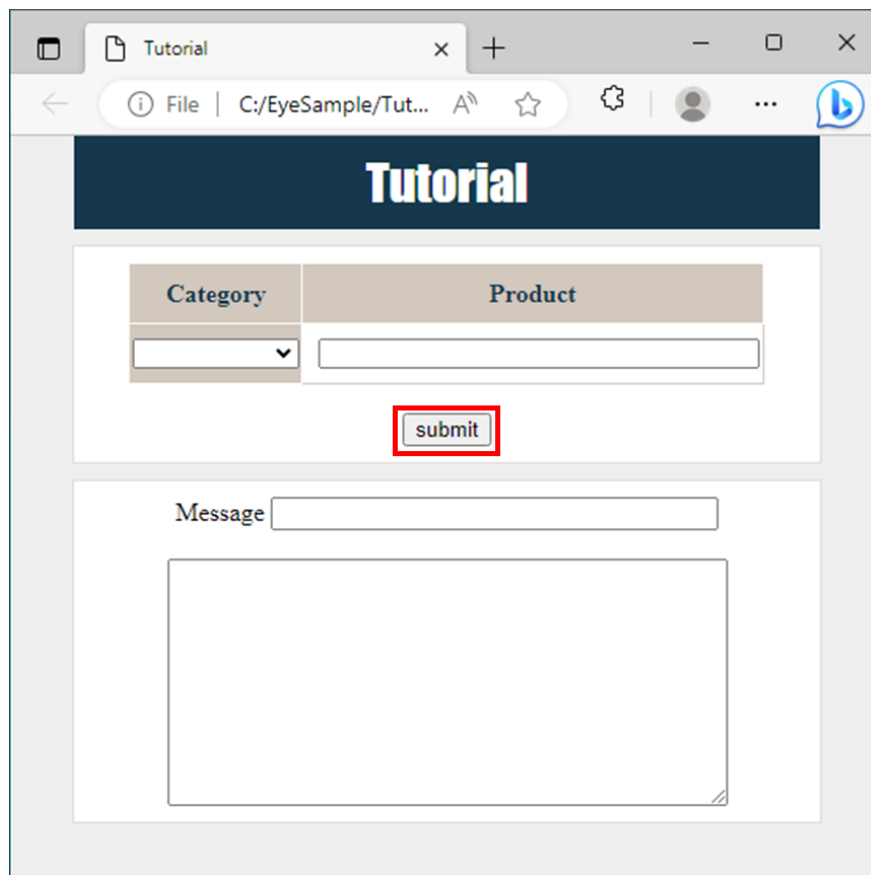 Tutorial
File C:/EyeSample/Tut...
Tutorial
Category Product
submit
Message